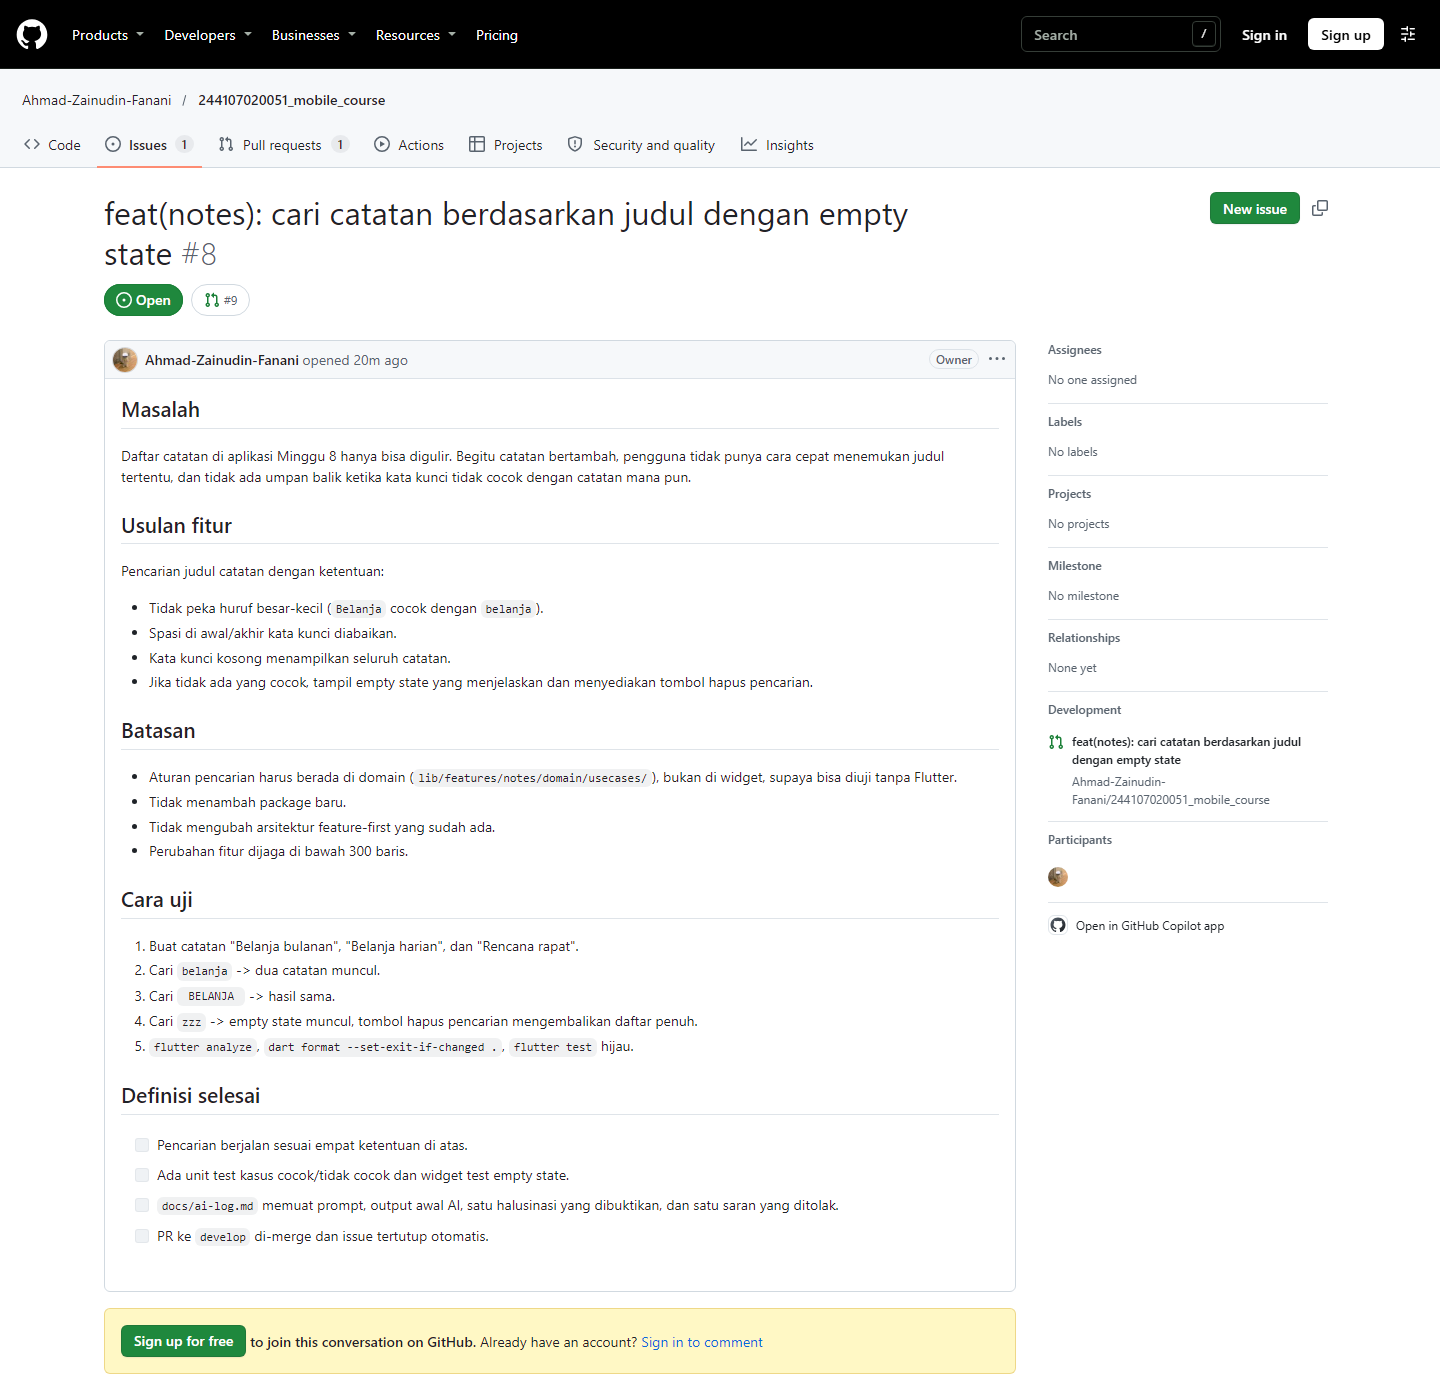 Products Developers Businesses Resources Pricing Search / Sign in Sign up
Ahmad-Zainudin-Fanani / 244107020051_mobile_course
Code Issues 1 Pull requests 1 Actions Projects Security and quality Insights
feat(notes): cari catatan berdasarkan judul dengan empty
state #8
New issue
Open #9
Ahmad-Zainudin-Fanani opened 20m ago Owner
Masalah
Daftar catatan di aplikasi Minggu 8 hanya bisa digulir. Begitu catatan bertambah, pengguna tidak punya cara cepat menemukan judul
tertentu, dan tidak ada umpan balik ketika kata kunci tidak cocok dengan catatan mana pun.
Usulan fitur
Pencarian judul catatan dengan ketentuan:
• Tidak peka huruf besar-kecil ( Belanja cocok dengan belanja ).
• Spasi di awal/akhir kata kunci diabaikan.
• Kata kunci kosong menampilkan seluruh catatan.
• Jika tidak ada yang cocok, tampil empty state yang menjelaskan dan menyediakan tombol hapus pencarian.
Batasan
• Aturan pencarian harus berada di domain ( lib/features/notes/domain/usecases/ ), bukan di widget, supaya bisa diuji tanpa Flutter.
• Tidak menambah package baru.
• Tidak mengubah arsitektur feature-first yang sudah ada.
• Perubahan fitur dijaga di bawah 300 baris.
Cara uji
1. Buat catatan "Belanja bulanan", "Belanja harian", dan "Rencana rapat".
2. Cari belanja -> dua catatan muncul.
3. Cari BELANJA -> hasil sama.
4. Cari zzz -> empty state muncul, tombol hapus pencarian mengembalikan daftar penuh.
5. flutter analyze , dart format --set-exit-if-changed . , flutter test hijau.
Definisi selesai
Pencarian berjalan sesuai empat ketentuan di atas.
Ada unit test kasus cocok/tidak cocok dan widget test empty state.
docs/ai-log.md memuat prompt, output awal AI, satu halusinasi yang dibuktikan, dan satu saran yang ditolak.
PR ke develop di-merge dan issue tertutup otomatis.
Sign up for free to join this conversation on GitHub. Already have an account? Sign in to comment
Assignees
No one assigned
Labels
No labels
Projects
No projects
Milestone
No milestone
Relationships
None yet
Development
feat(notes): cari catatan berdasarkan judul
dengan empty state
Ahmad-Zainudin-
Fanani/244107020051_mobile_course
Participants
Open in GitHub Copilot app